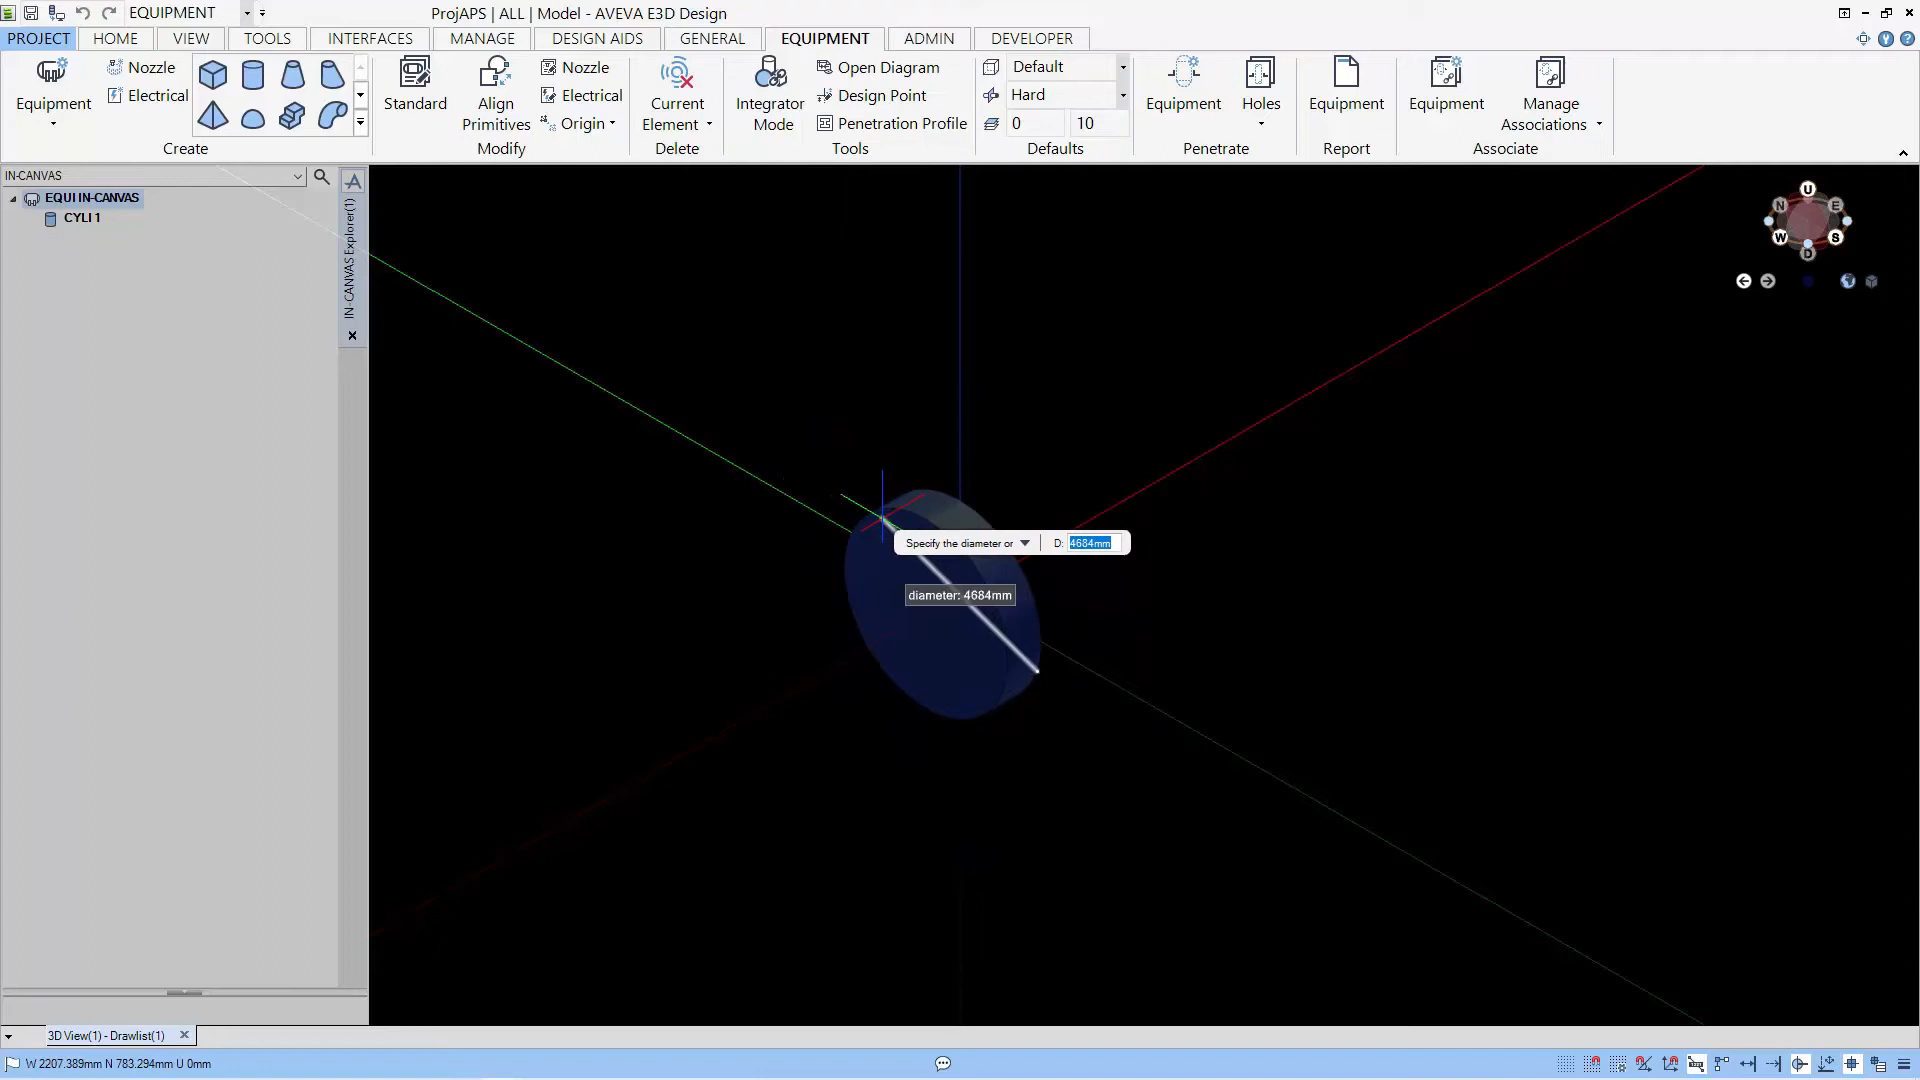 EQUIPMENT
ProjAPS | ALL | Model - AVEVA E3D Design
PROJECT HOME VIEW TOOLS INTERFACES MANAGE DESIGN AIDS GENERAL EQUIPMENT ADMIN DEVELOPER
Equipment
Nozzle
Electrical
Create
Standard
Align
Primitives
Nozzle
Electrical
Origin
Modify
Current
Element
Delete
Integrator
Mode
Open Diagram
Design Point
Penetration Profile
Tools
Default
Hard
0 10
Defaults
Equipment
Holes
Penetrate
Equipment
Report
Equipment
Manage
Associations
Associate
IN-CANVAS
EQUI IN-CANVAS
CYLI 1
IN-CANVAS Explorer(1)
U
N E
W S
D
Specify the diameter or D: 4684mm
diameter: 4684mm
3D View(1) - Drawlist(1)
W 2207.389mm N 783.294mm U 0mm